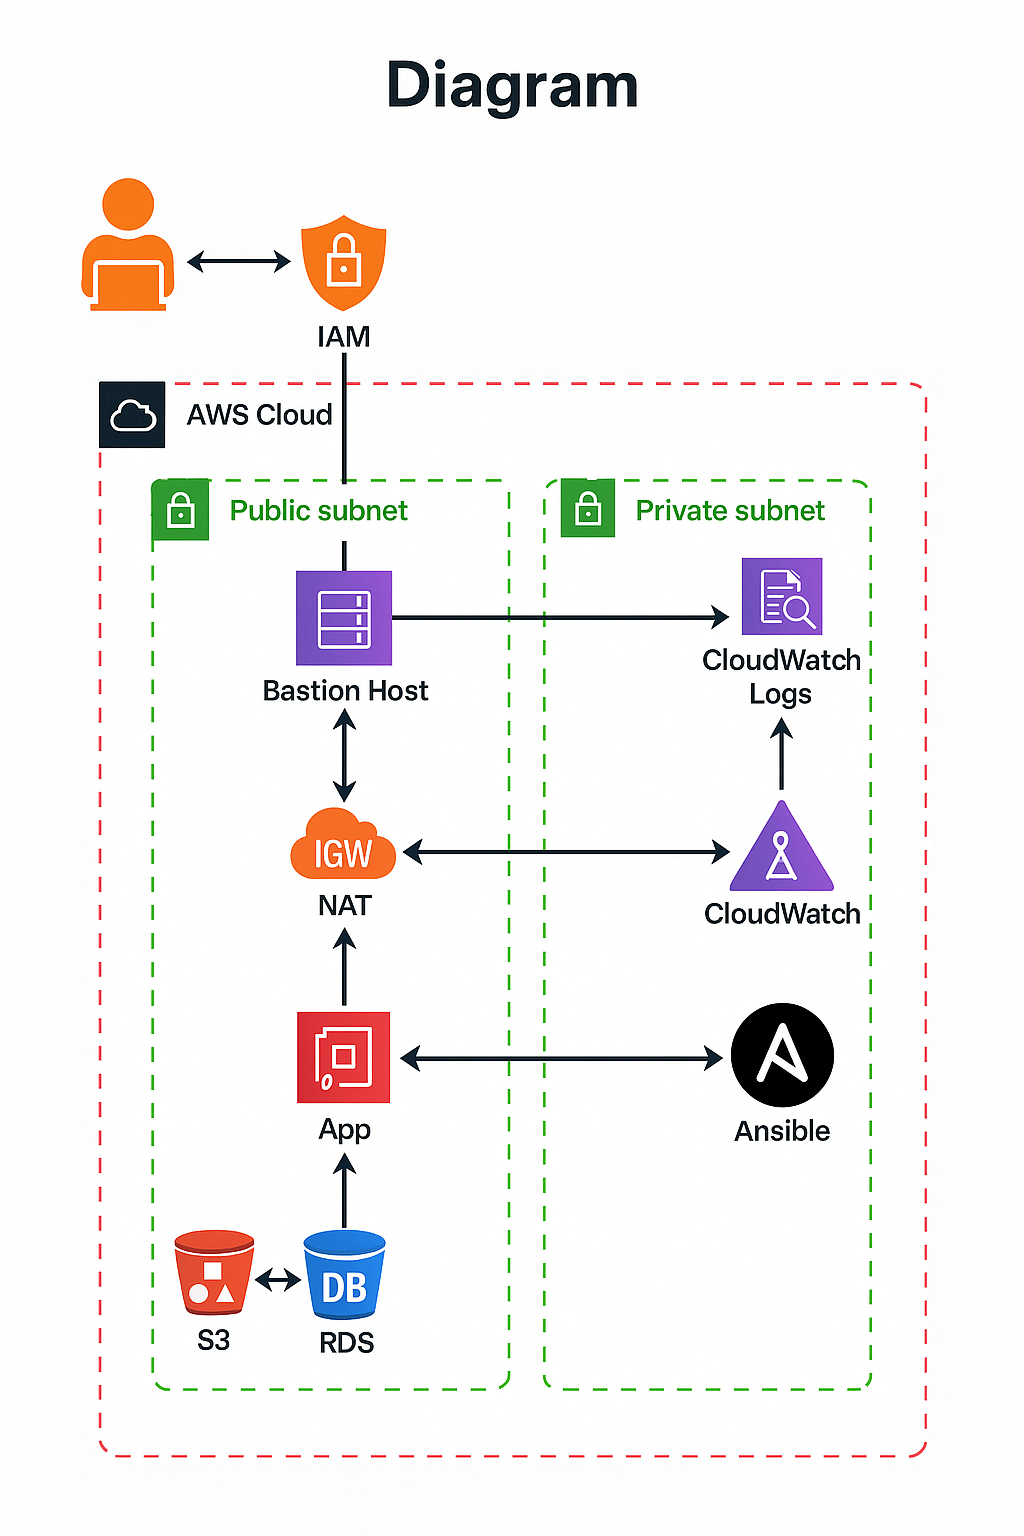 Diagram
IAM
AWS Cloud
Public subnet
Private subnet
CloudWatch
Logs
Bastion Host
IGW
NAT
CloudWatch
App
Ansible
DB
S3
RDS